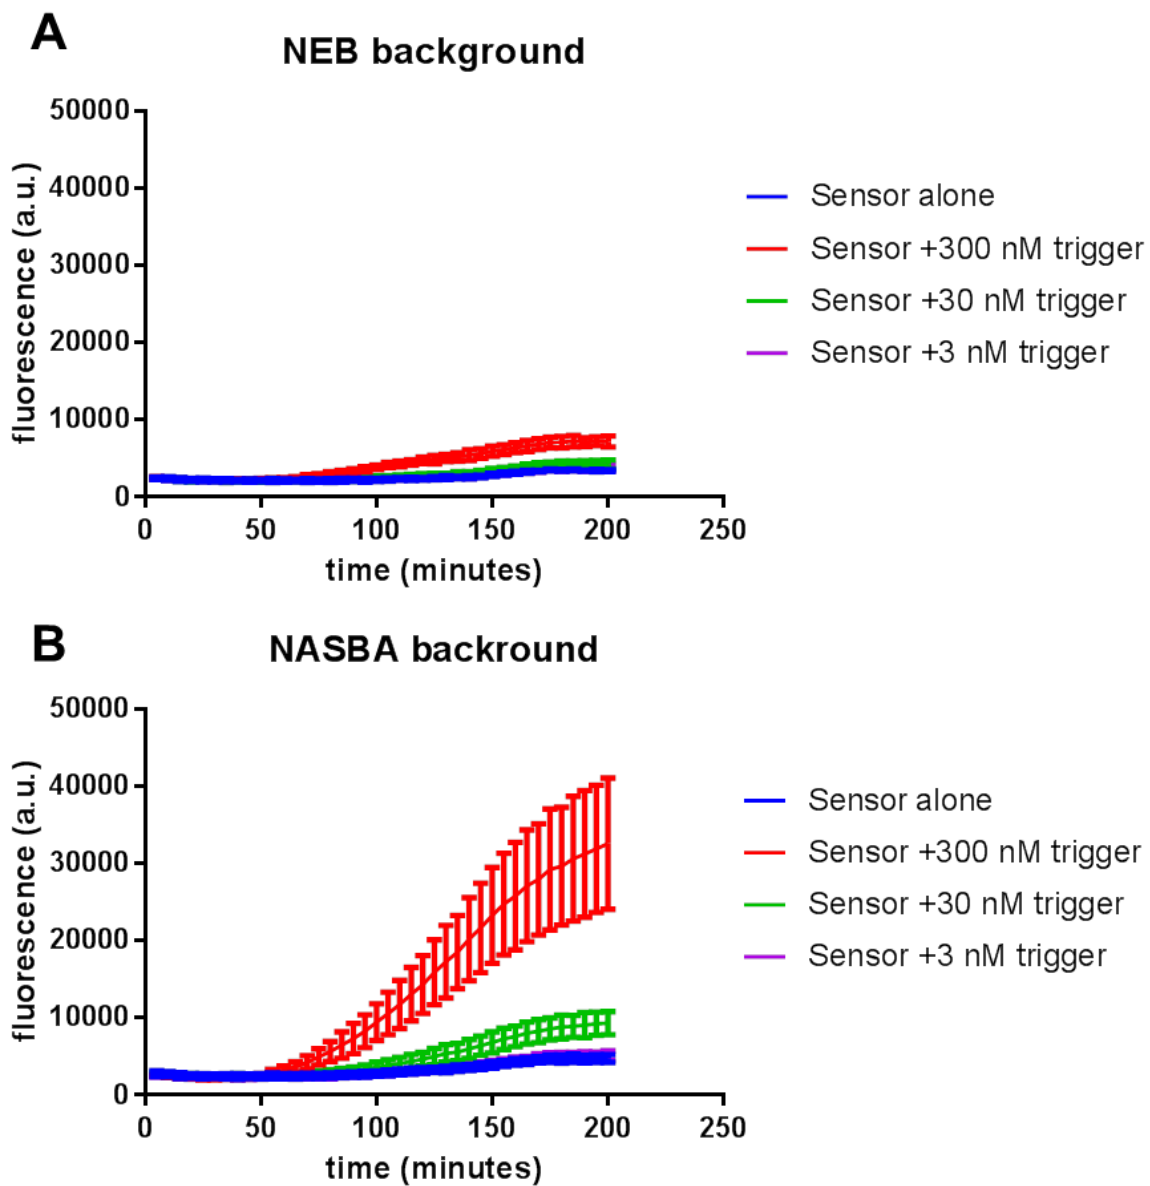 A
NEB background
50000
40000
30000
20000
10000
0
fluorescence (a.u.)
0 50 100 150 200 250
time (minutes)
Sensor alone
Sensor +300 nM trigger
Sensor +30 nM trigger
Sensor +3 nM trigger
B
NASBA backround
50000
40000
30000
20000
10000
0
fluorescence (a.u.)
0 50 100 150 200 250
time (minutes)
Sensor alone
Sensor +300 nM trigger
Sensor +30 nM trigger
Sensor +3 nM trigger